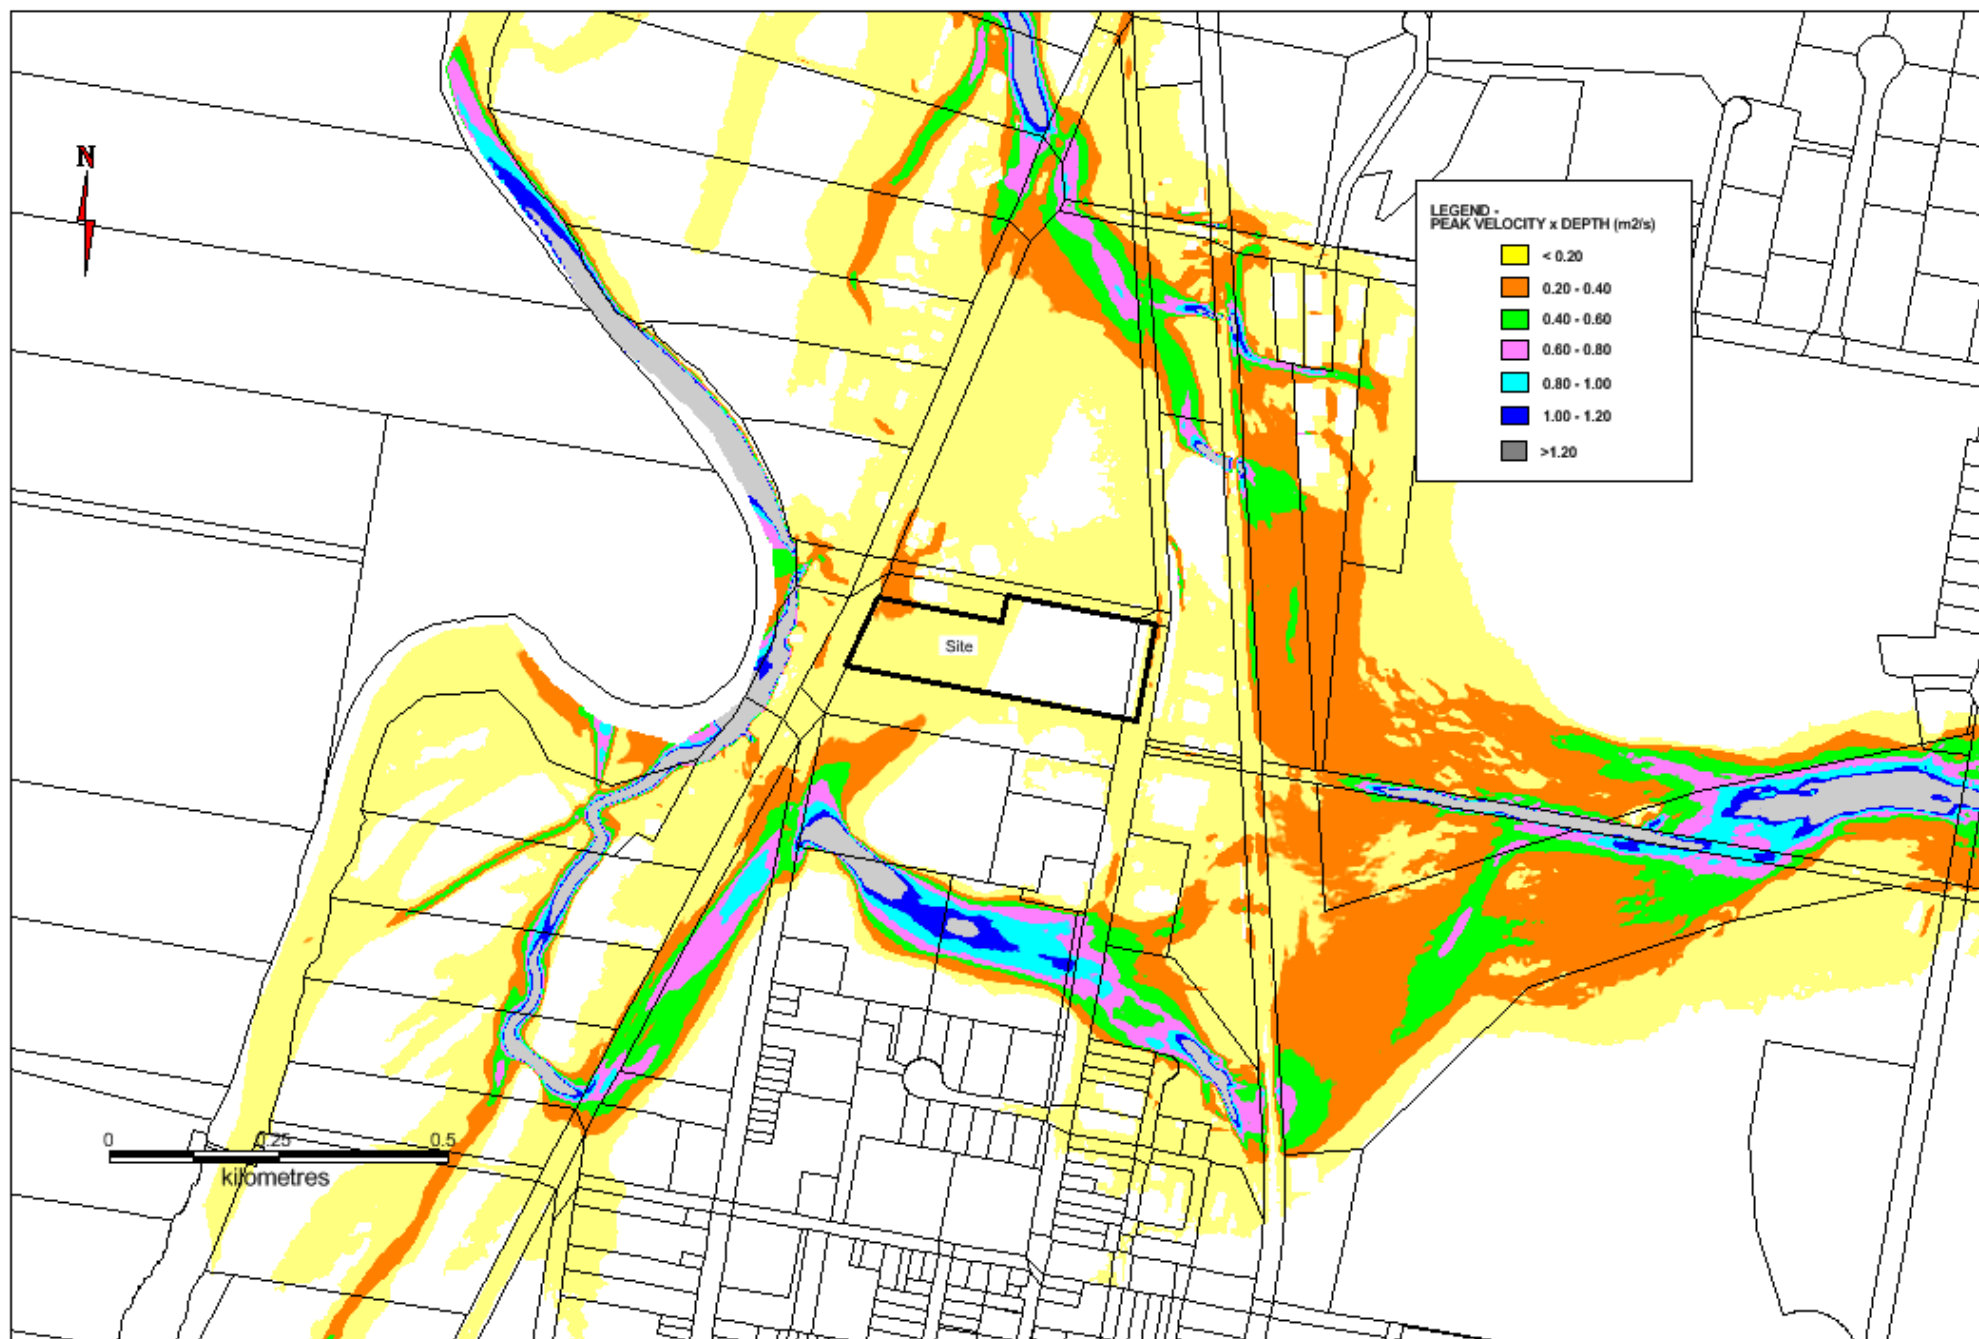 N
LEGEND -
PEAK VELOCITY x DEPTH (m2/s)
< 0.20
0.20 - 0.40
0.40 - 0.60
0.60 - 0.80
0.80 - 1.00
1.00 - 1.20
>1.20
Site
0 0.25 0.5
kilometres